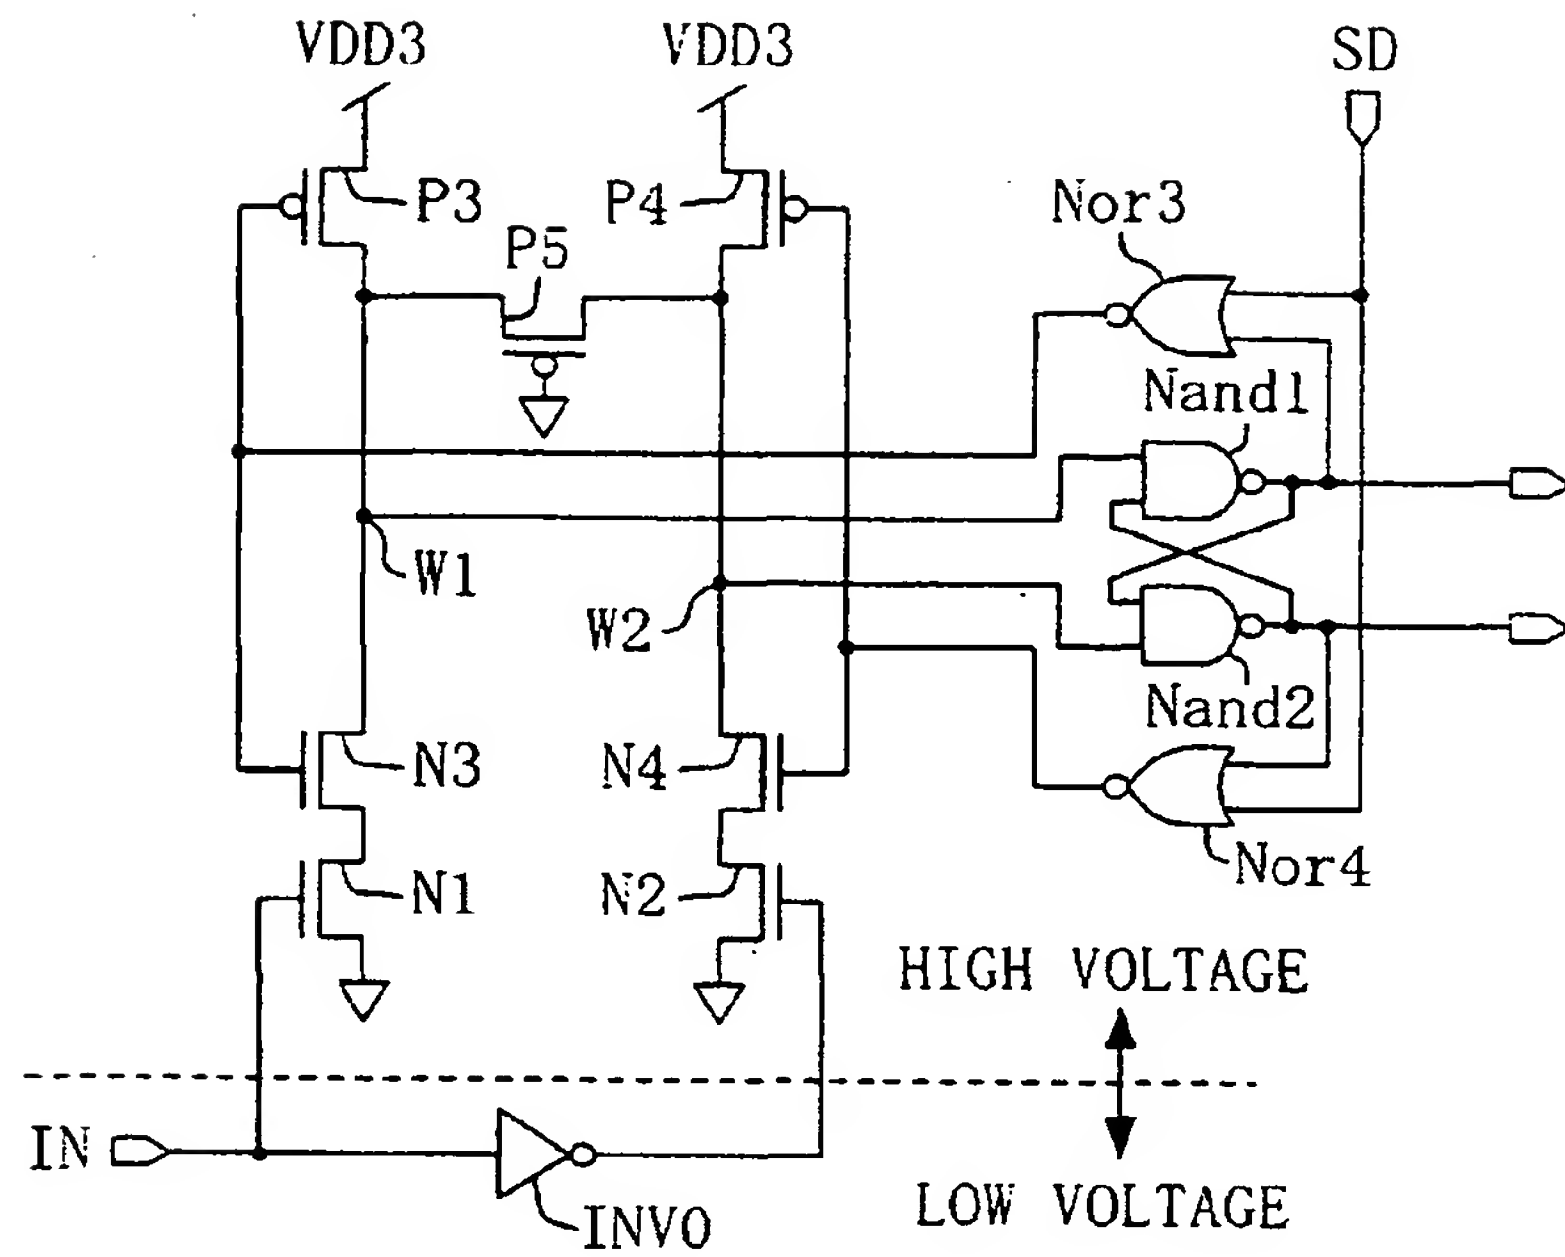 VDD3
VDD3
SD
P3
P4
Nor3
P5
Nand1
W1
W2
Nand2
N3
N4
N1
N2
Nor4
HIGH VOLTAGE
IN
LOW VOLTAGE
INV0